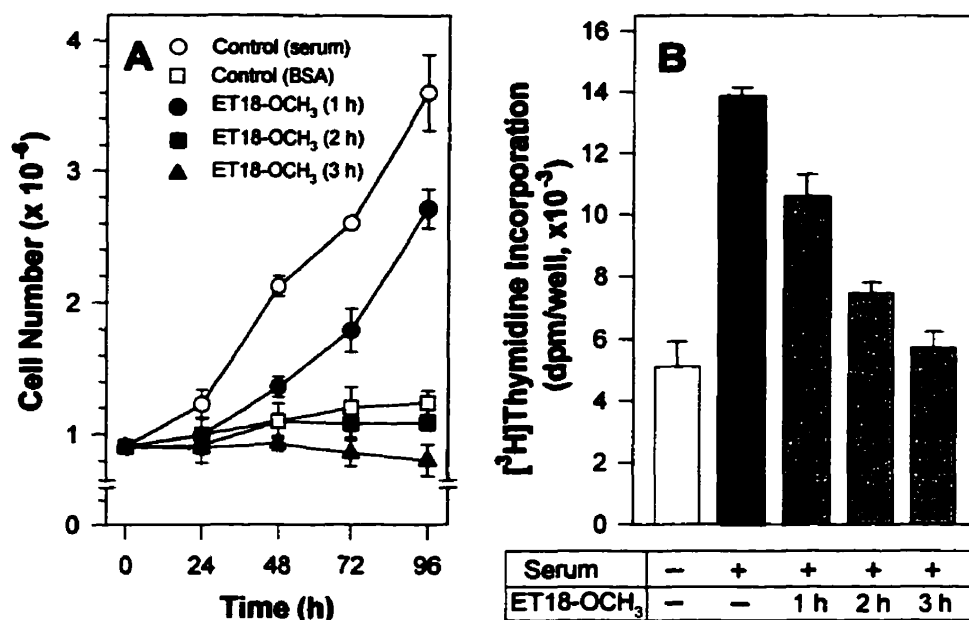 A
Control (serum)
Control (BSA)
ET18-OCH₃ (1 h)
ET18-OCH₃ (2 h)
ET18-OCH₃ (3 h)
Cell Number (x 10⁻⁶)
4
3
2
1
0
0 24 48 72 96
Time (h)
B
[³H]Thymidine Incorporation
(dpm/well, x10⁻³)
16
14
12
10
8
6
4
2
0
Serum – + + + +
ET18-OCH₃ – – 1 h 2 h 3 h